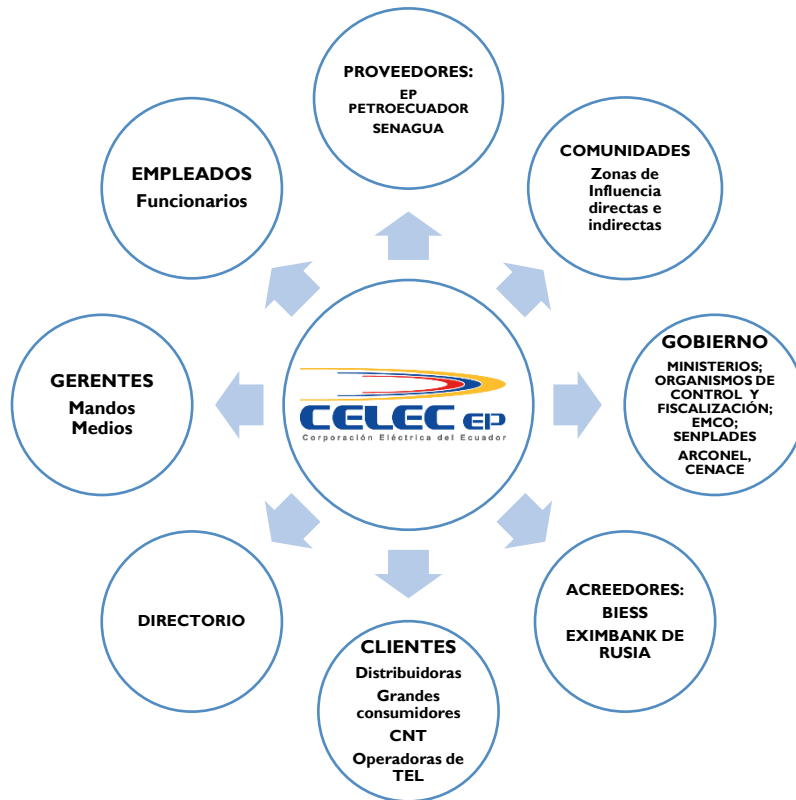 PROVEEDORES:
EP
PETROECUADOR
SENAGUA
COMUNIDADES
Zonas de
Influencia
directas e
indirectas
GOBIERNO
MINISTERIOS;
ORGANISMOS DE
CONTROL Y
FISCALIZACIÓN;
EMCO;
SENPLADES
ARCONEL,
CENACE
ACREEDORES:
BIESS
EXIMBANK DE
RUSIA
CLIENTES
Distribuidoras
Grandes
consumidores
CNT
Operadoras de
TEL
DIRECTORIO
GERENTES
Mandos
Medios
EMPLEADOS
Funcionarios
CELEC EP
Corporación Eléctrica del Ecuador